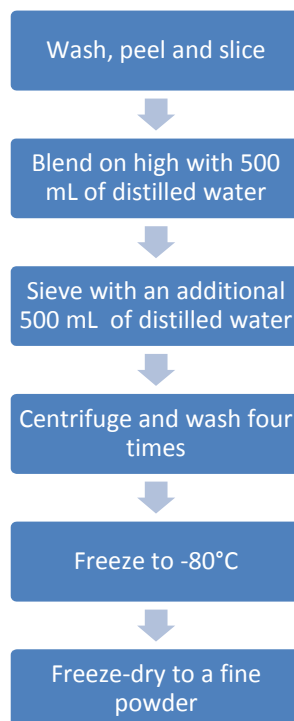 Wash, peel and slice
Blend on high with 500
mL of distilled water
Sieve with an additional
500 mL  of distilled water
Centrifuge and wash four
times
Freeze to -80°C
Freeze-dry to a fine
powder